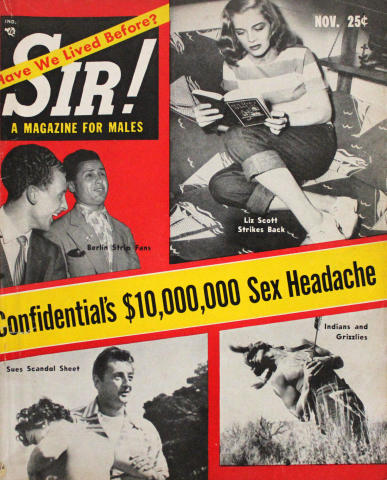 IND.
Have We Lived Before?
NOV. 25¢
SIR!
A MAGAZINE FOR MALES
Berlin Strip Fans
Liz Scott
Strikes Back
Confidential's $10,000,000 Sex Headache
Sues Scandal Sheet
Indians and
Grizzlies